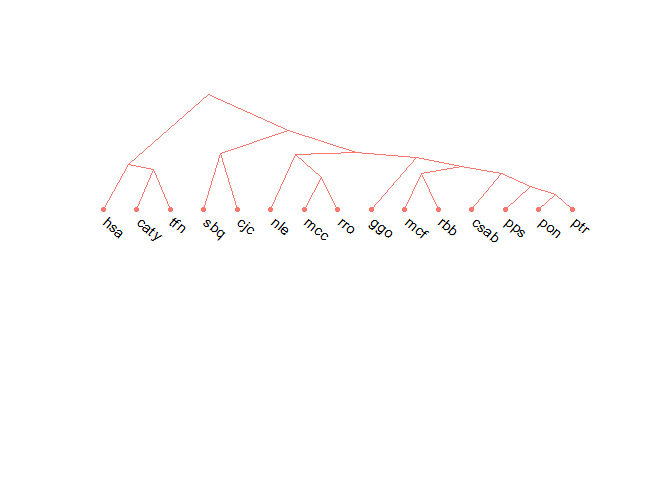 hsa
caty
tfn
sbq
cjc
nle
mcc
rro
ggo
mcf
rbb
csab
pps
pon
ptr